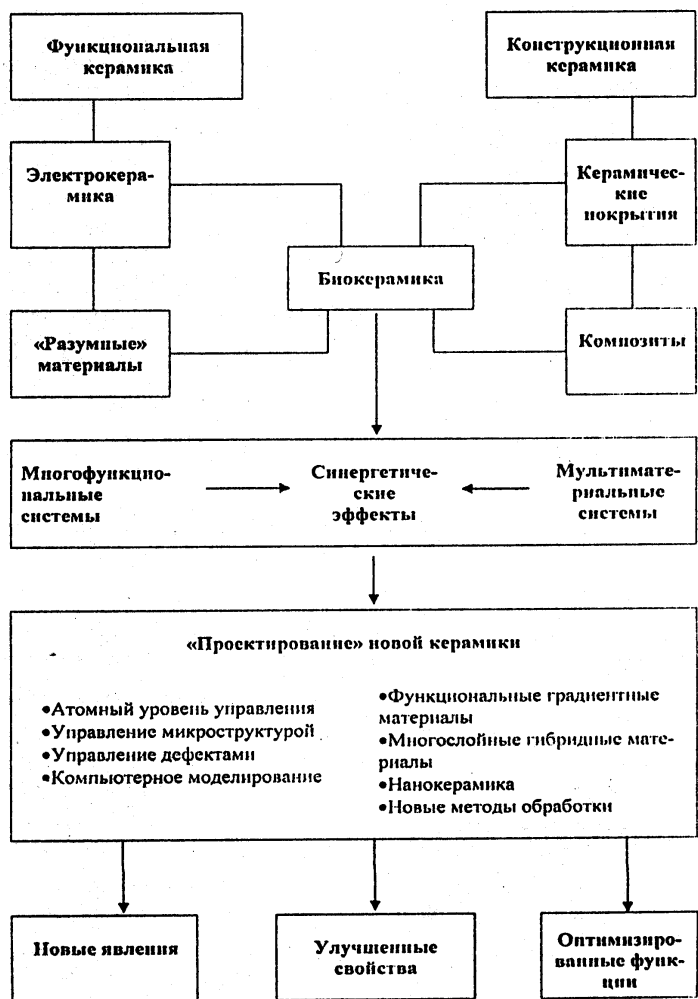 Функциональная
керамика
Конструкционная
керамика
Электрокера-
мика
Керамичес-
кие
покрытия
Биокерамика
«Разумные»
материалы
Композиты
Многофункцио-
нальные
системы
Синергетиче-
ские
эффекты
Мультимате-
риальные
системы
«Проектирование» новой керамики
•Атомный уровень управления
•Управление микроструктурой
•Управление дефектами
•Компьютерное моделирование
•Функциональные градиентные
материалы
•Многослойные гибридные мате-
риалы
•Нанокерамика
•Новые методы обработки
Новые явления
Улучшенные
свойства
Оптимизиро-
ванные функ-
ции